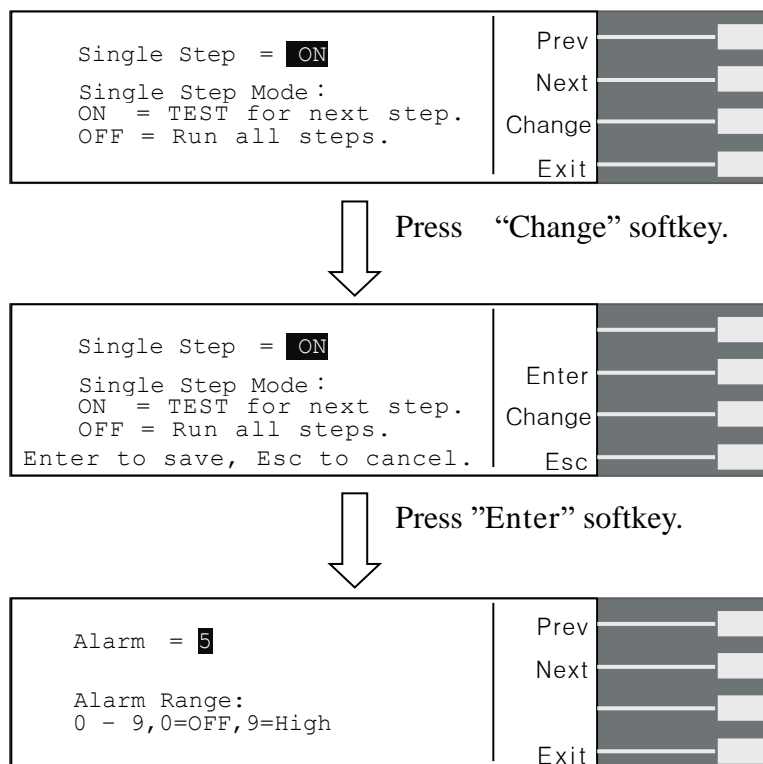 Single Step = ON
Single Step Mode:
ON = TEST for next step.
OFF = Run all steps.
Prev
Next
Change
Exit
Press “Change” softkey.
Single Step = ON
Single Step Mode:
ON = TEST for next step.
OFF = Run all steps.
Enter to save, Esc to cancel.
Enter
Change
Esc
Press ”Enter” softkey.
Alarm = 5
Alarm Range:
0 – 9,0=OFF,9=High
Prev
Next
Exit